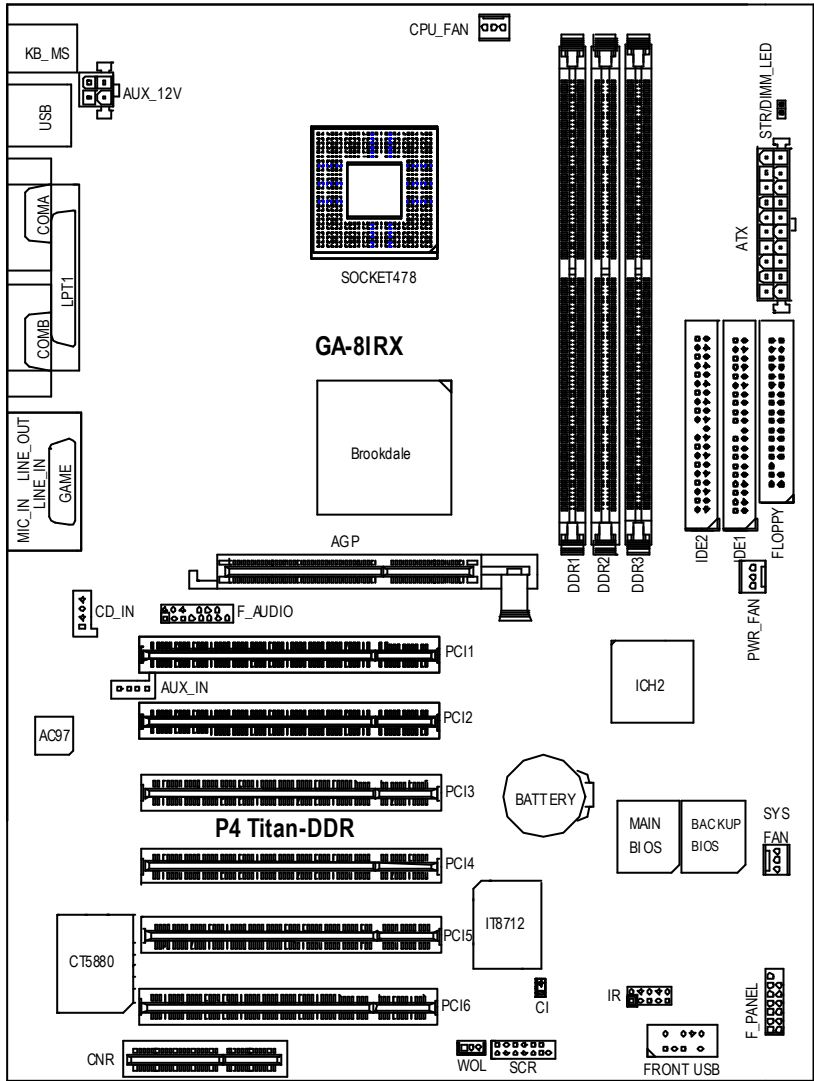 CPU_FAN
KB_MS
AUX_12V
USB
STR/DIMM_LED
COMA
LPT1
ATX
SOCKET478
COMB
GA-8IRX
MIC_IN LINE_OUT
LINE_IN
GAME
Brookdale
AGP
DDR1
DDR2
DDR3
IDE2
IDE1
FLOPPY
CD_IN
F_AUDIO
PWR_FAN
PCI1
AUX_IN
ICH2
PCI2
AC97
PCI3
BATTERY
P4 Titan-DDR
MAIN
BIOS
BACKUP
BIOS
SYS
FAN
PCI4
IT8712
PCI5
CT5880
PCI6
CI
IR
F_PANEL
CNR
WOL
SCR
FRONT USB